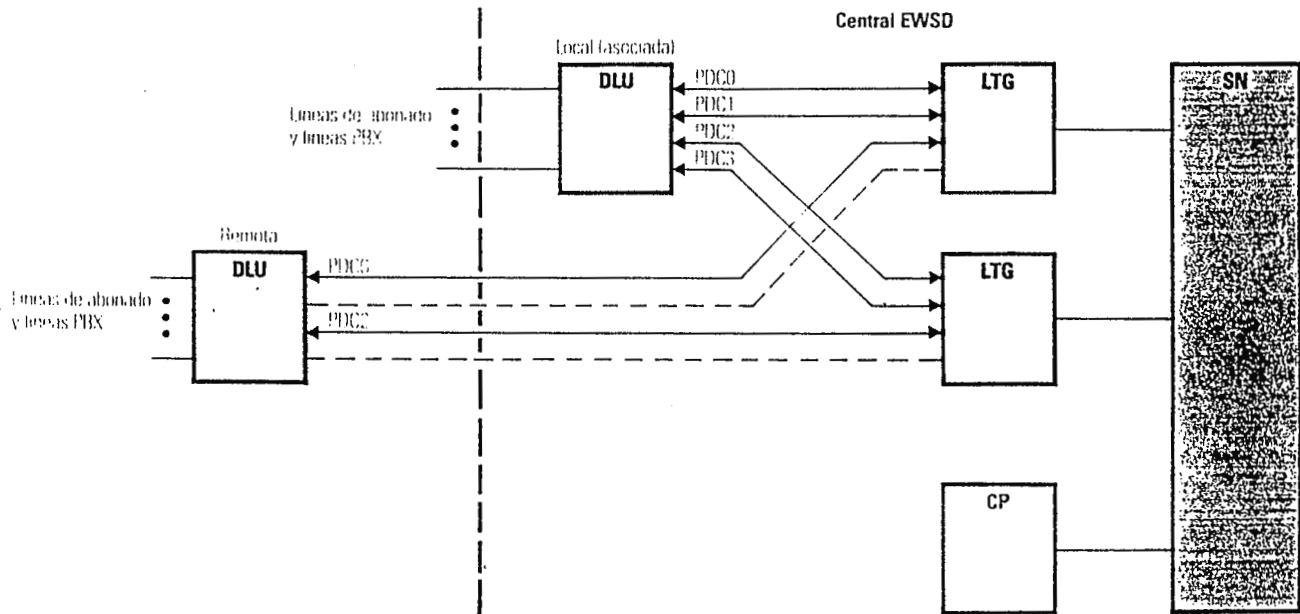 Central EWSD
Local (asociada)
DLU
PDC0
PDC1
PDC2
PDC3
LTG
SN
Lineas de abonado
y lineas PBX
Remota
DLU
PDC2
LTG
Lineas de abonado
y lineas PBX
CP